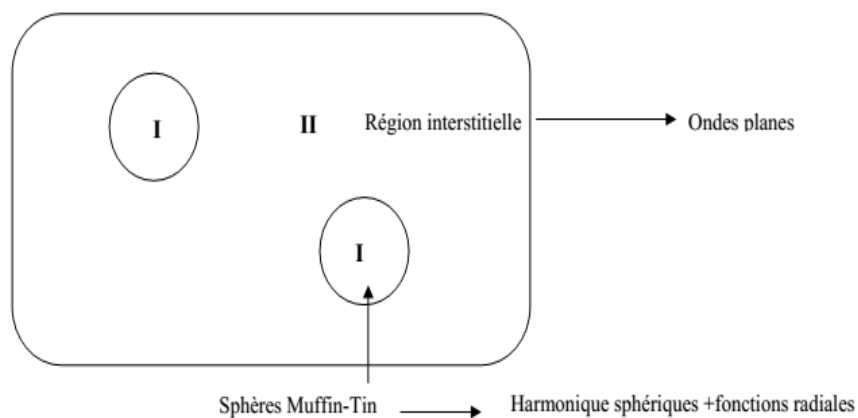 I
II
Région interstitielle
Ondes planes
I
Sphères Muffin-Tin
Harmonique sphériques +fonctions radiales